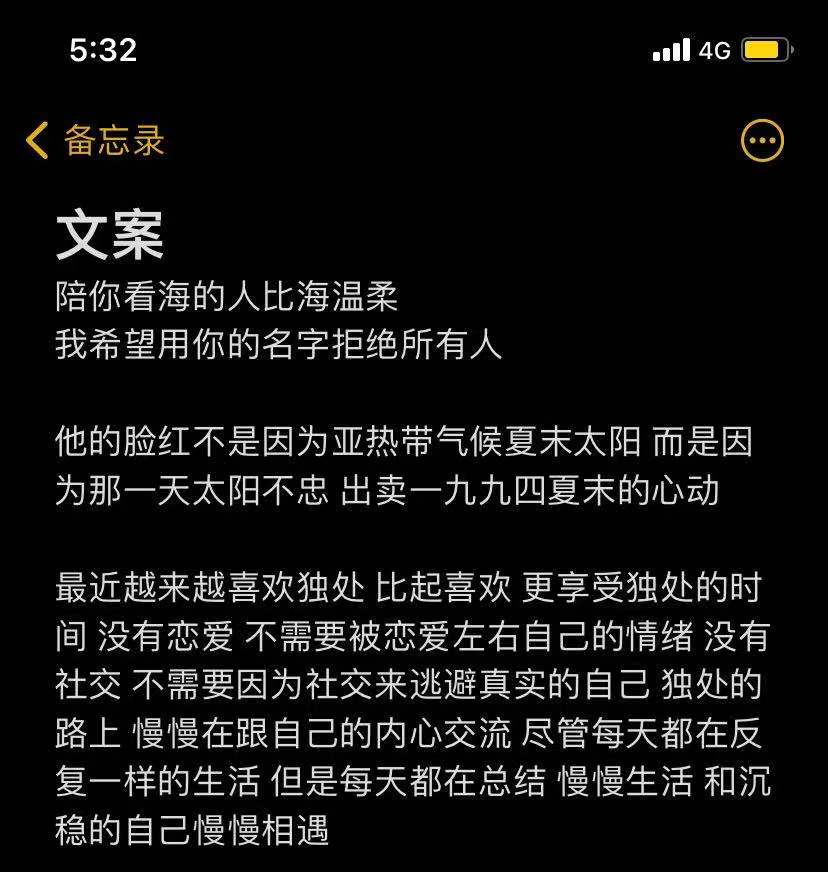 5:32
4G
备忘录
文案
陪你看海的人比海温柔
我希望用你的名字拒绝所有人
他的脸红不是因为亚热带气候夏末太阳 而是因
为那一天太阳不忠 出卖一九九四夏末的心动
最近越来越喜欢独处 比起喜欢 更享受独处的时
间 没有恋爱 不需要被恋爱左右自己的情绪 没有
社交 不需要因为社交来逃避真实的自己 独处的
路上 慢慢在跟自己的内心交流 尽管每天都在反
复一样的生活 但是每天都在总结 慢慢生活 和沉
稳的自己慢慢相遇